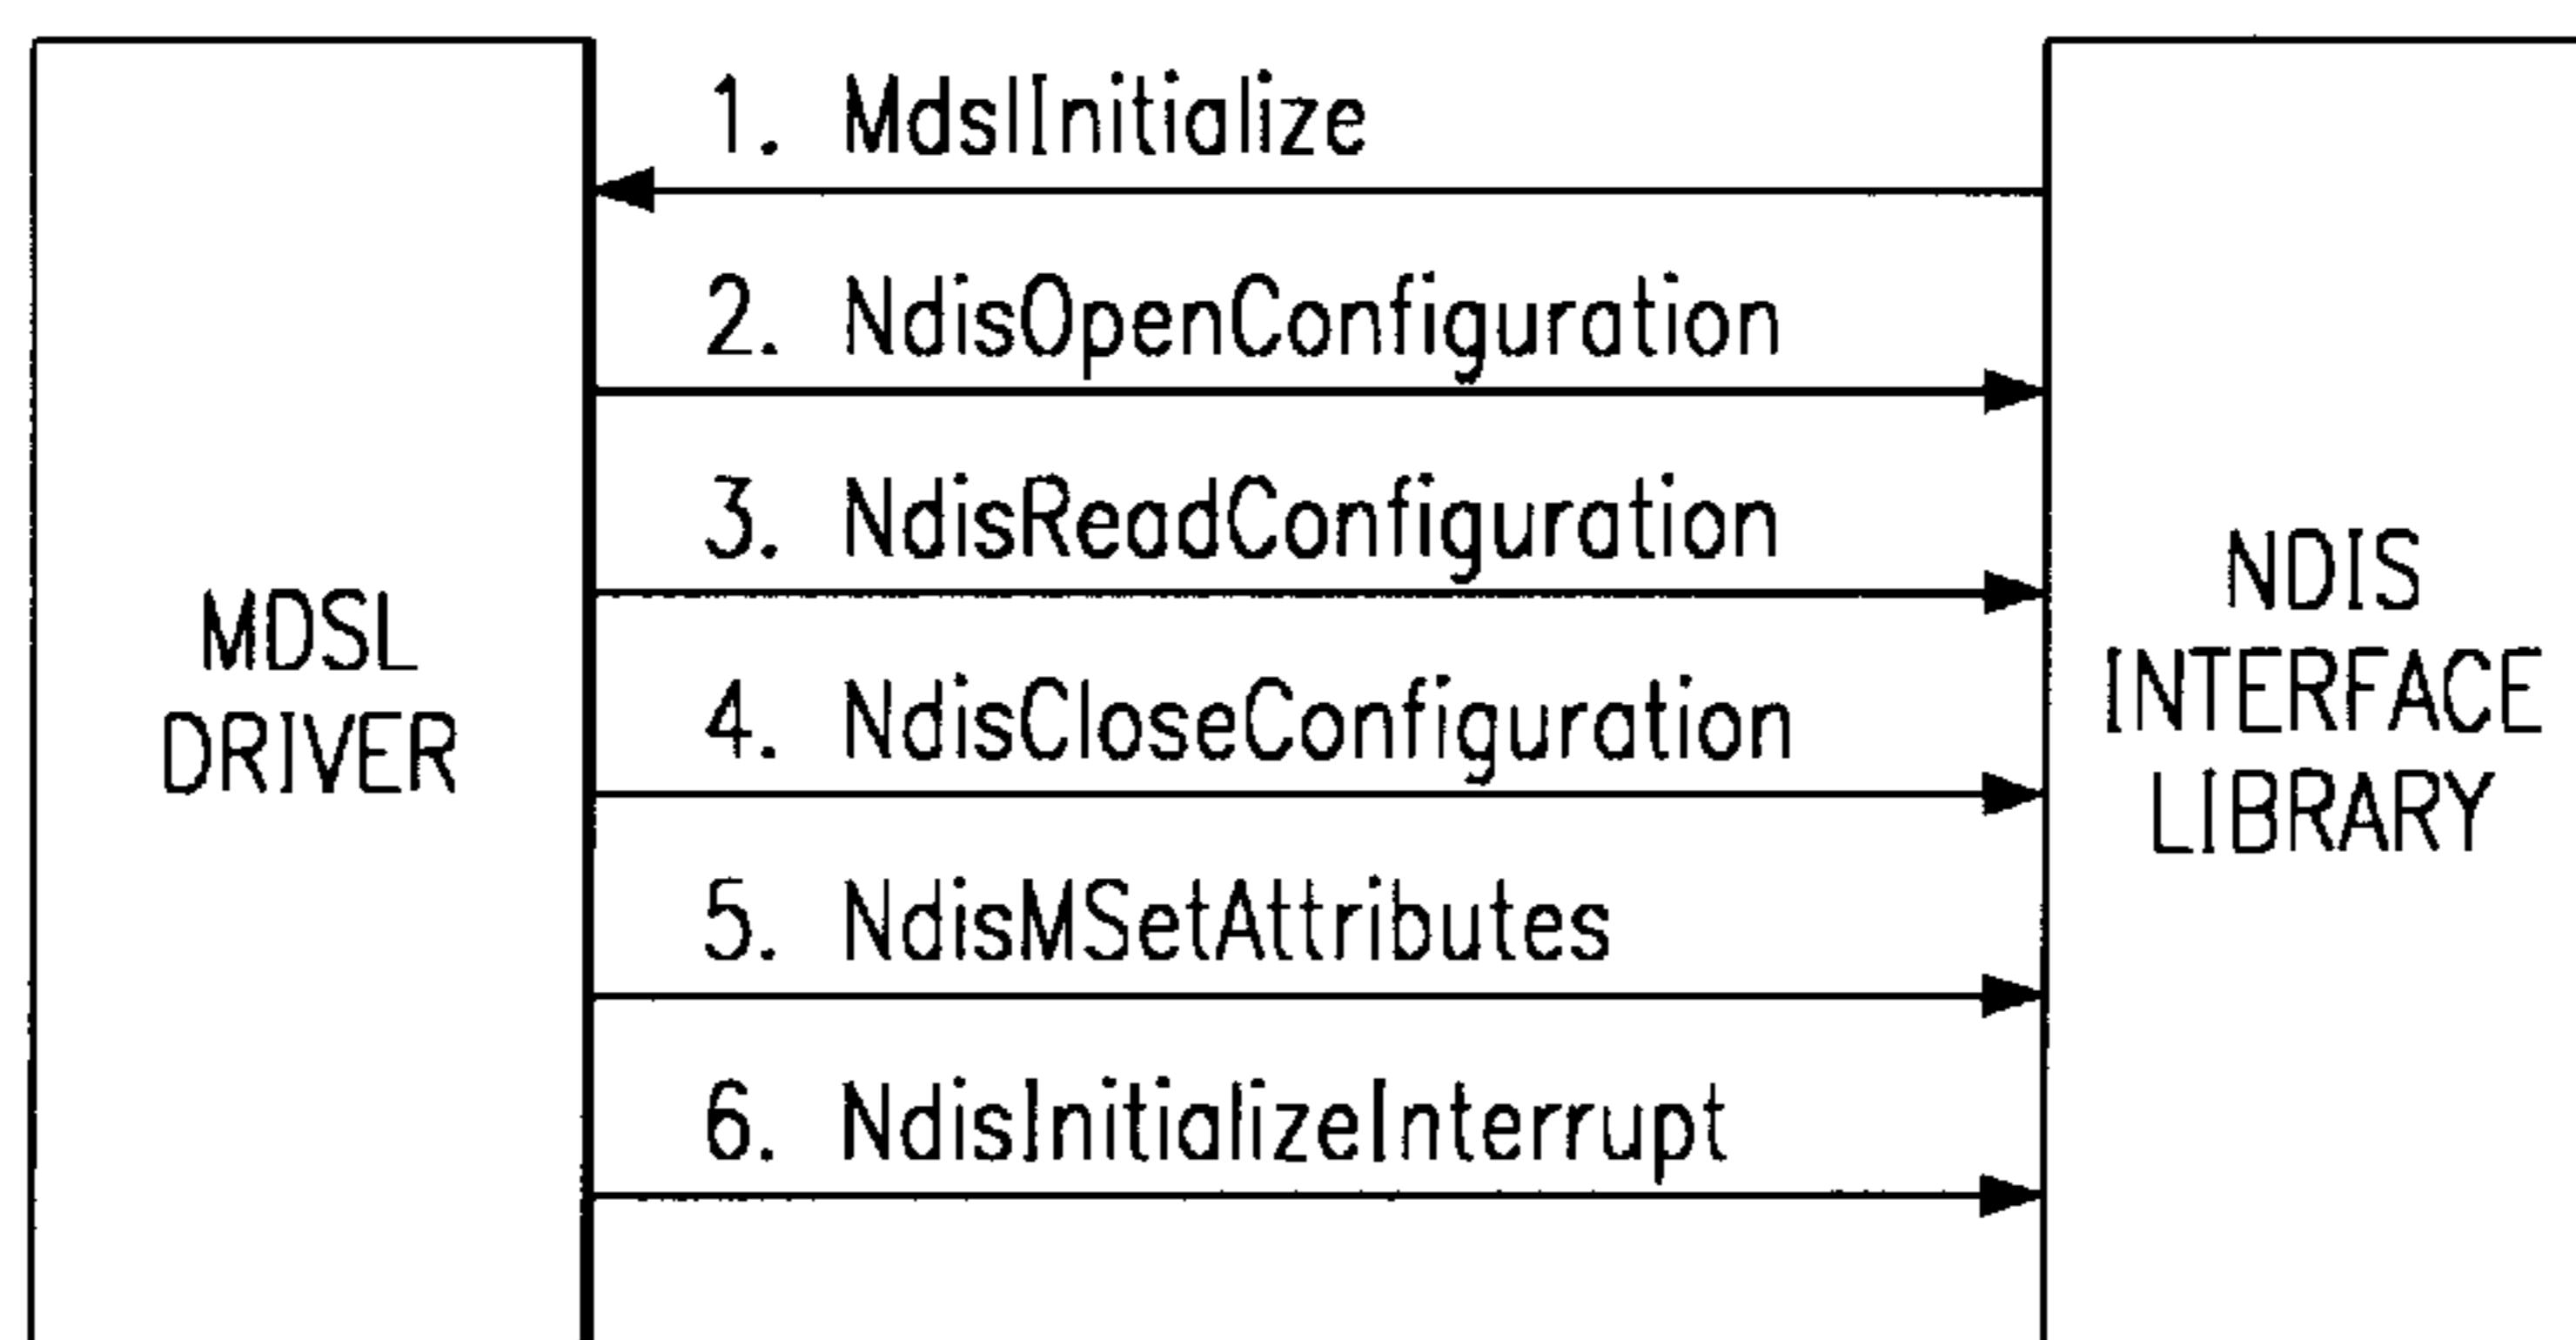 1. MdslInitialize
2. NdisOpenConfiguration
3. NdisReadConfiguration
4. NdisCloseConfiguration
5. NdisMSetAttributes
6. NdisInitializeInterrupt
MDSL
DRIVER
NDIS
INTERFACE
LIBRARY